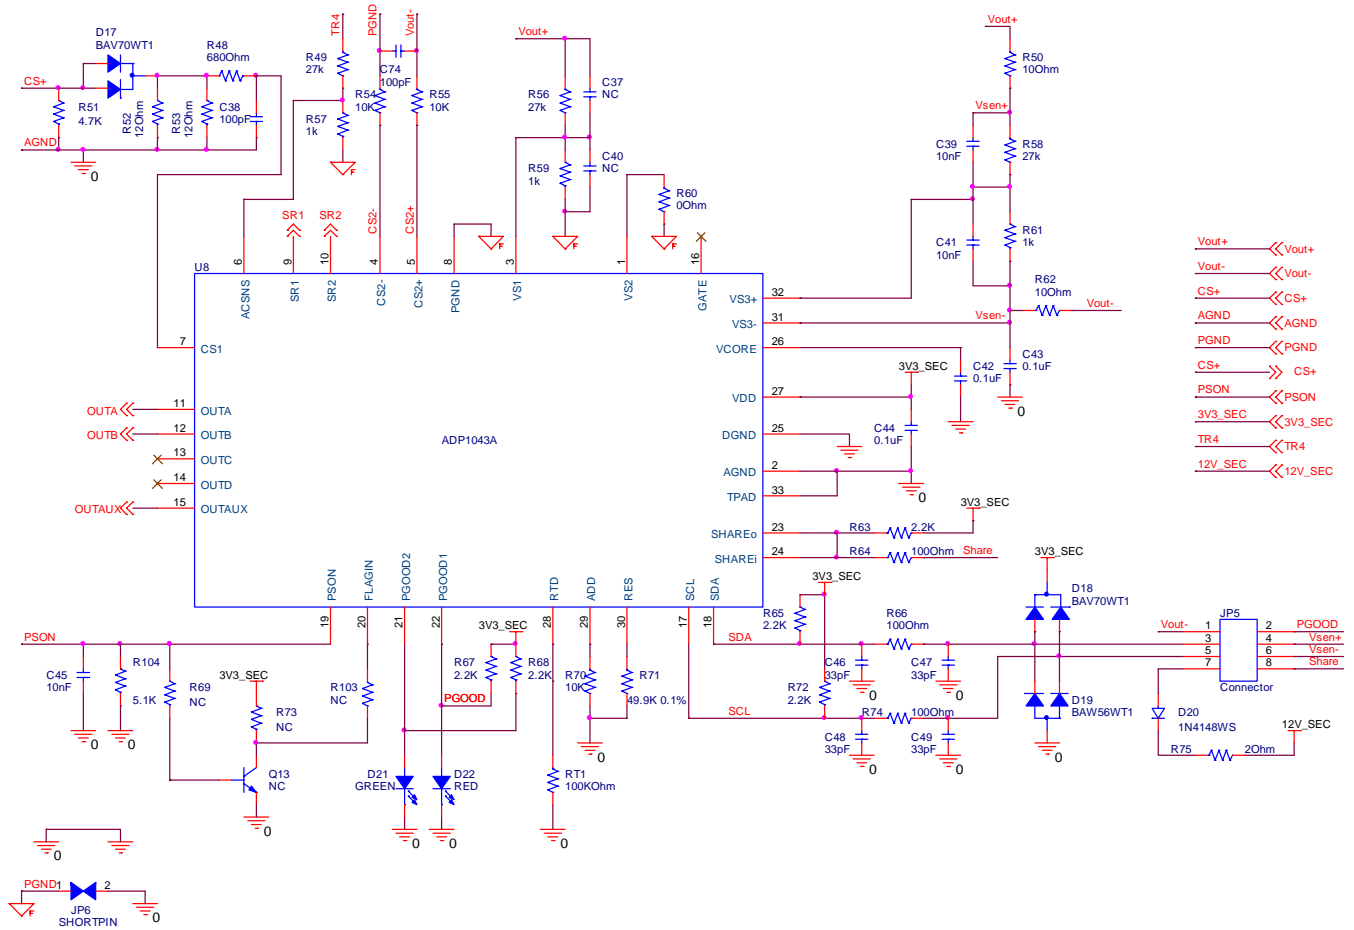 D17
BAV70WT1
R48
680Ohm
CS+
R51
4.7K
R52
12Ohm
R53
12Ohm
C38
100pF
AGND
0
TR4
R49
27k
R57
1k
F
PGND
Vout-
C74
100pF
R54
10K
R55
10K
CS2-
CS2+
Vout+
R56
27k
C37
NC
R59
1k
C40
NC
F
F
R60
0Ohm
F
Vout+
R50
10Ohm
Vsen+
C39
10nF
R58
27k
C41
10nF
R61
1k
R62
10Ohm
Vout-
Vsen-
C43
0.1uF
0
C42
0.1uF
3V3_SEC
C44
0.1uF
0
SR1
SR2
U8
6
9
10
4
5
8
3
1
16
ACSNS
SR1
SR2
CS2-
CS2+
PGND
VS1
VS2
GATE
7
CS1
OUTA
11
OUTA
OUTB
12
OUTB
13
OUTC
14
OUTD
OUTAUX
15
OUTAUX
ADP1043A
VS3+
32
VS3-
31
VCORE
26
VDD
27
DGND
25
AGND
2
TPAD
33
SHAREo
23
SHAREi
24
PSON
FLAGIN
PGOOD2
PGOOD1
RTD
ADD
RES
SCL
SDA
19
20
21
22
28
29
30
17
18
R63
2.2K
3V3_SEC
R64
100Ohm
Share
Vout+
Vout+
Vout-
Vout-
CS+
CS+
AGND
AGND
PGND
PGND
CS+
CS+
PSON
PSON
3V3_SEC
3V3_SEC
TR4
TR4
12V_SEC
12V_SEC
PSON
C45
10nF
0
R104
5.1K
0
R69
NC
3V3_SEC
R73
NC
Q13
NC
0
R103
NC
3V3_SEC
R67
2.2K
R68
2.2K
PGOOD
D21
GREEN
0
D22
RED
0
RT1
100KOhm
0
R70
10K
R71
49.9K 0.1%
0
3V3_SEC
R65
2.2K
SDA
R66
100Ohm
C46
33pF
0
C47
33pF
0
R72
2.2K
SCL
R74
100Ohm
C48
33pF
0
C49
33pF
0
3V3_SEC
D18
BAV70WT1
D19
BAW56WT1
0
JP5
Vout-
1
2
PGOOD
3
4
Vsen+
5
6
Vsen-
7
8
Share
Connector
D20
1N4148WS
R75
2Ohm
12V_SEC
0
0
PGND
1
2
F
JP6
SHORTPIN
0